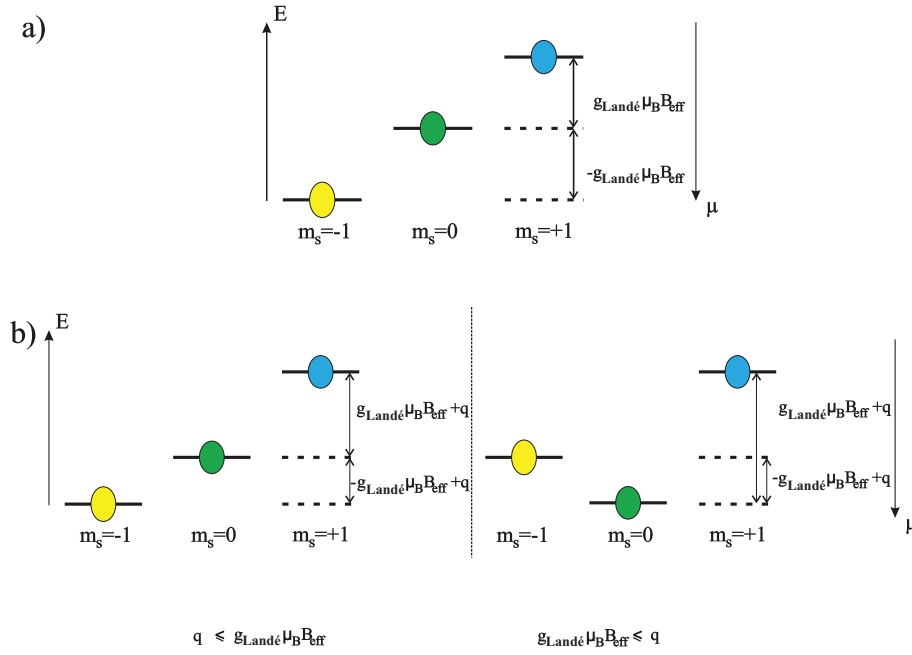 a)
E
g_Landé μ_B B_eff
-g_Landé μ_B B_eff
μ
m_s=-1
m_s=0
m_s=+1
b)
E
g_Landé μ_B B_eff +q
-g_Landé μ_B B_eff +q
m_s=-1
m_s=0
m_s=+1
g_Landé μ_B B_eff +q
-g_Landé μ_B B_eff +q
m_s=-1
m_s=0
m_s=+1
μ
q ⩽ g_Landé μ_B B_eff
g_Landé μ_B B_eff ⩽ q